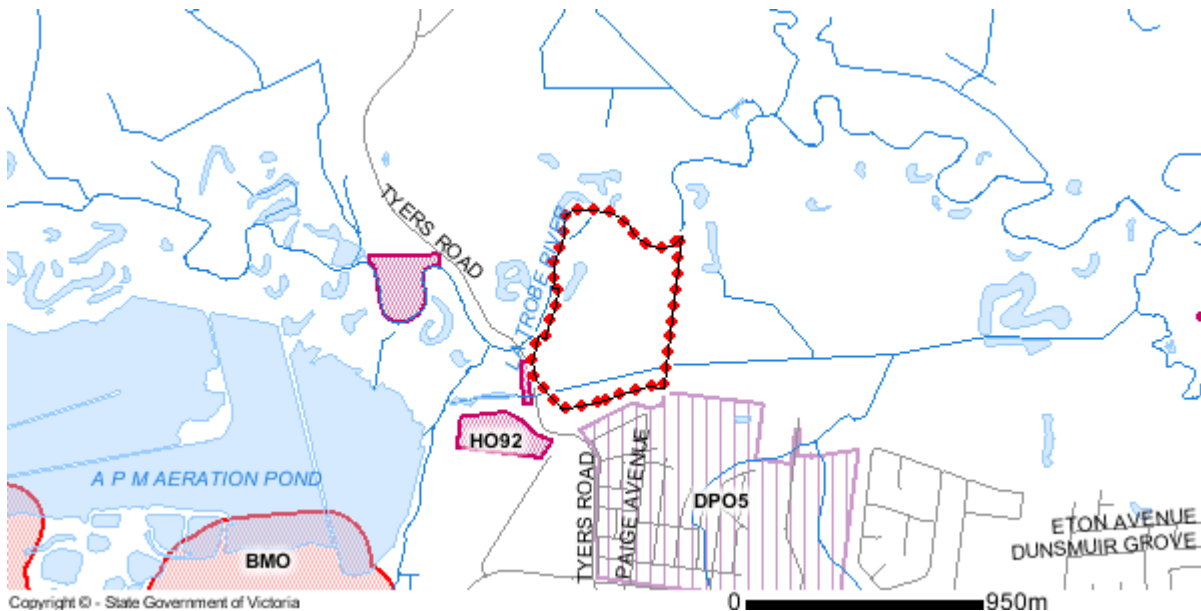 TYERS ROAD
LATROBE RIVER
HO92
A P M AERATION POND
TYERS ROAD
PAIGE AVENUE
DPO5
ETON AVENUE
DUNSMUIR GROVE
BMO
Copyright © - State Government of Victoria
0 950m